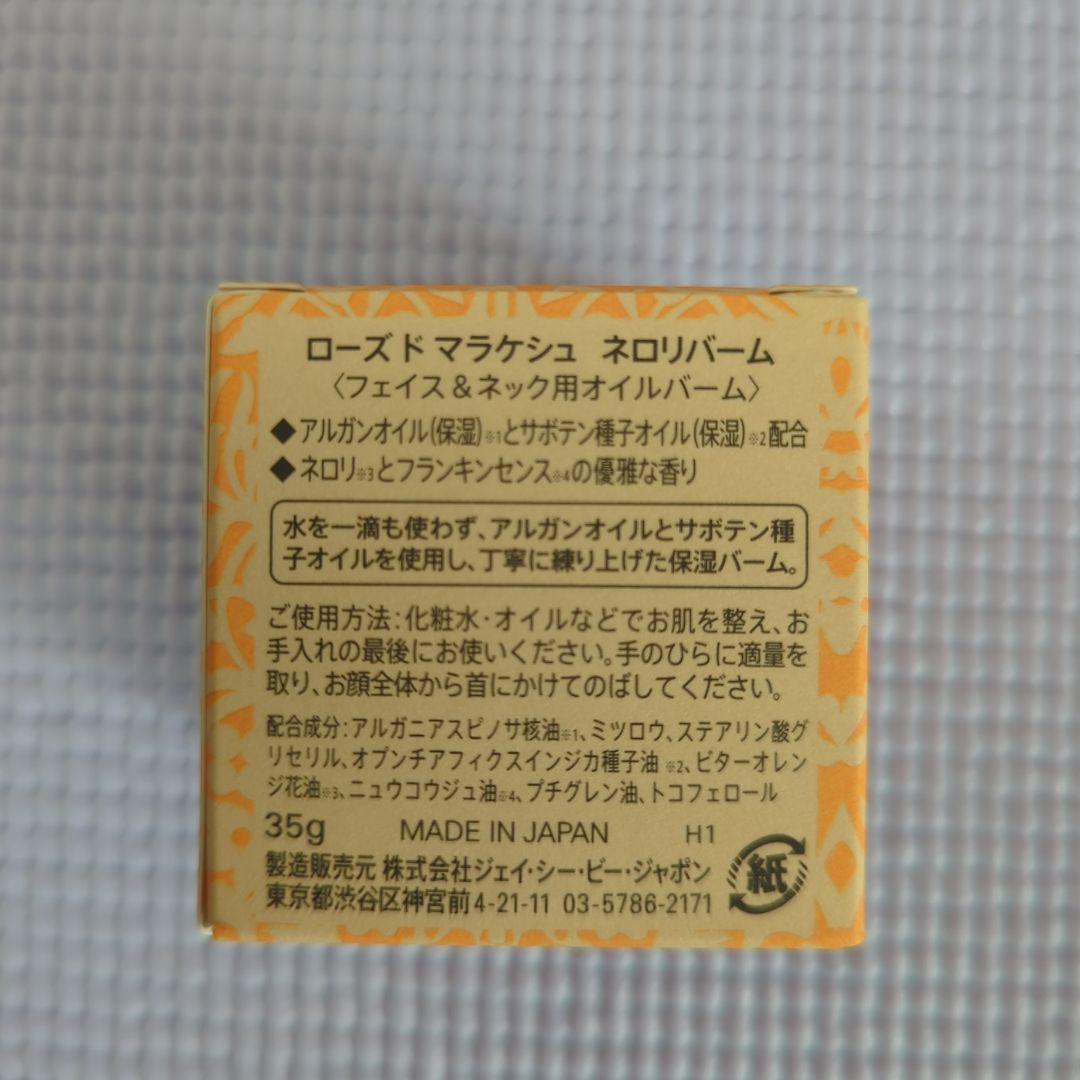 ローズ ド マラケシュ ネロリバーム
〈フェイス＆ネック用オイルバーム〉
◆アルガンオイル(保湿)※1とサボテン種子オイル(保湿)※2配合
◆ネロリ※3とフランキンセンス※4の優雅な香り
水を一滴も使わず、アルガンオイルとサボテン種
子オイルを使用し、丁寧に練り上げた保湿バーム。
ご使用方法：化粧水・オイルなどでお肌を整え、お
手入れの最後にお使いください。手のひらに適量を
取り、お顔全体から首にかけてのばしてください。
配合成分：アルガニアスピノサ核油※1、ミツロウ、ステアリン酸グ
リセリル、オプンチアフィクスインジカ種子油 ※2、ビターオレン
ジ花油※3、ニュウコウジュ油※4、プチグレン油、トコフェロール
35g MADE IN JAPAN H1
製造販売元 株式会社ジェイ・シー・ビー・ジャポン
東京都渋谷区神宮前4-21-11 03-5786-2171
紙